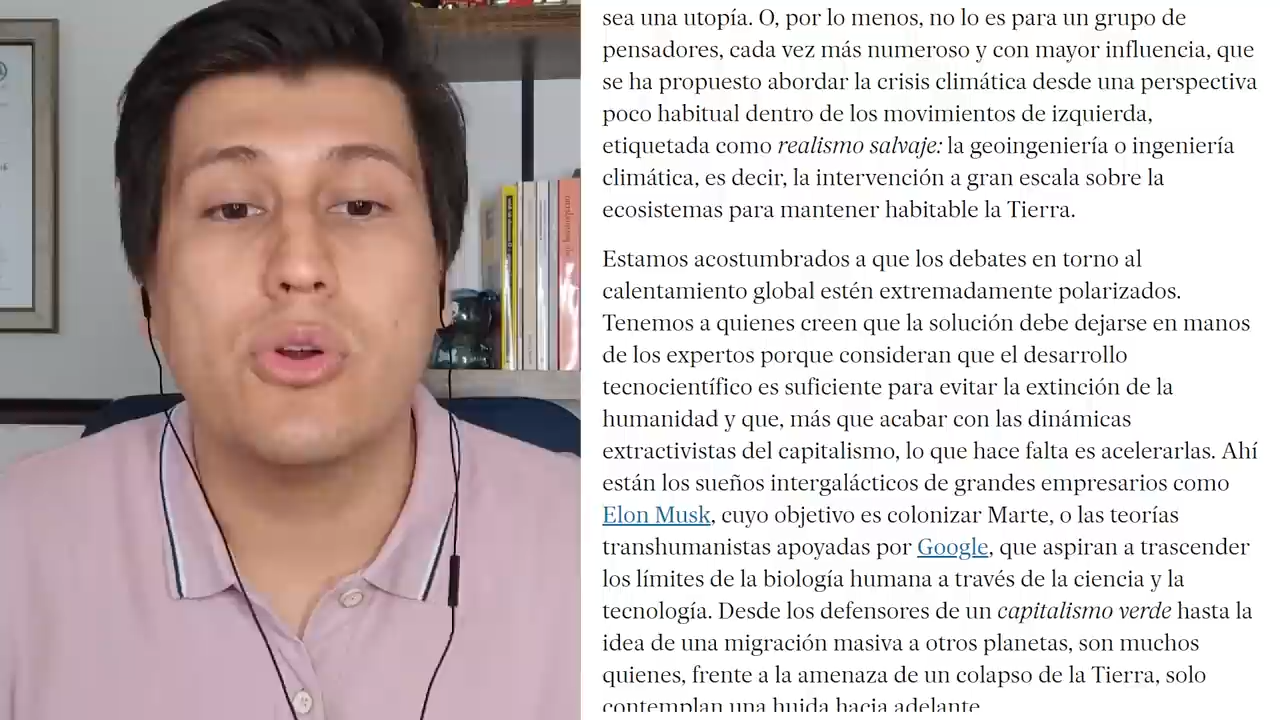 sea una utopía. O, por lo menos, no lo es para un grupo de
pensadores, cada vez más numeroso y con mayor influencia, que
se ha propuesto abordar la crisis climática desde una perspectiva
poco habitual dentro de los movimientos de izquierda,
etiquetada como realismo salvaje: la geoingeniería o ingeniería
climática, es decir, la intervención a gran escala sobre la
ecosistemas para mantener habitable la Tierra.
Estamos acostumbrados a que los debates en torno al
calentamiento global estén extremadamente polarizados.
Tenemos a quienes creen que la solución debe dejarse en manos
de los expertos porque consideran que el desarrollo
tecnocientífico es suficiente para evitar la extinción de la
humanidad y que, más que acabar con las dinámicas
extractivistas del capitalismo, lo que hace falta es acelerarlas. Ahí
están los sueños intergalácticos de grandes empresarios como
Elon Musk, cuyo objetivo es colonizar Marte, o las teorías
transhumanistas apoyadas por Google, que aspiran a trascender
los límites de la biología humana a través de la ciencia y la
tecnología. Desde los defensores de un capitalismo verde hasta la
idea de una migración masiva a otros planetas, son muchos
quienes, frente a la amenaza de un colapso de la Tierra, solo
contemplan una huida hacia adelante